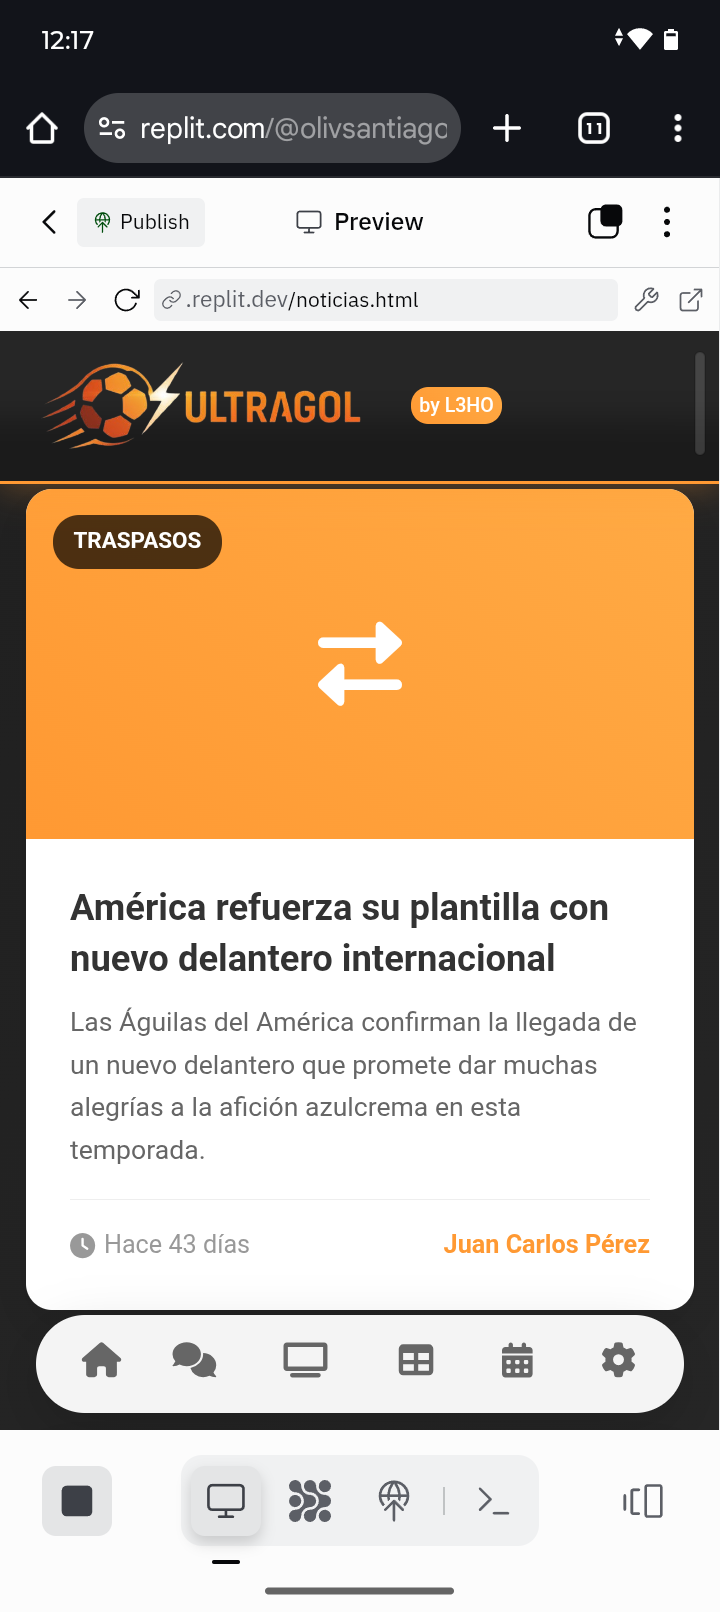 12:17
replit.com/@olivsantiago
11
Publish
Preview
.replit.dev/noticias.html
ULTRAGOL
by L3HO
TRASPASOS
América refuerza su plantilla con
nuevo delantero internacional
Las Águilas del América confirman la llegada de
un nuevo delantero que promete dar muchas
alegrías a la afición azulcrema en esta
temporada.
Hace 43 días
Juan Carlos Pérez